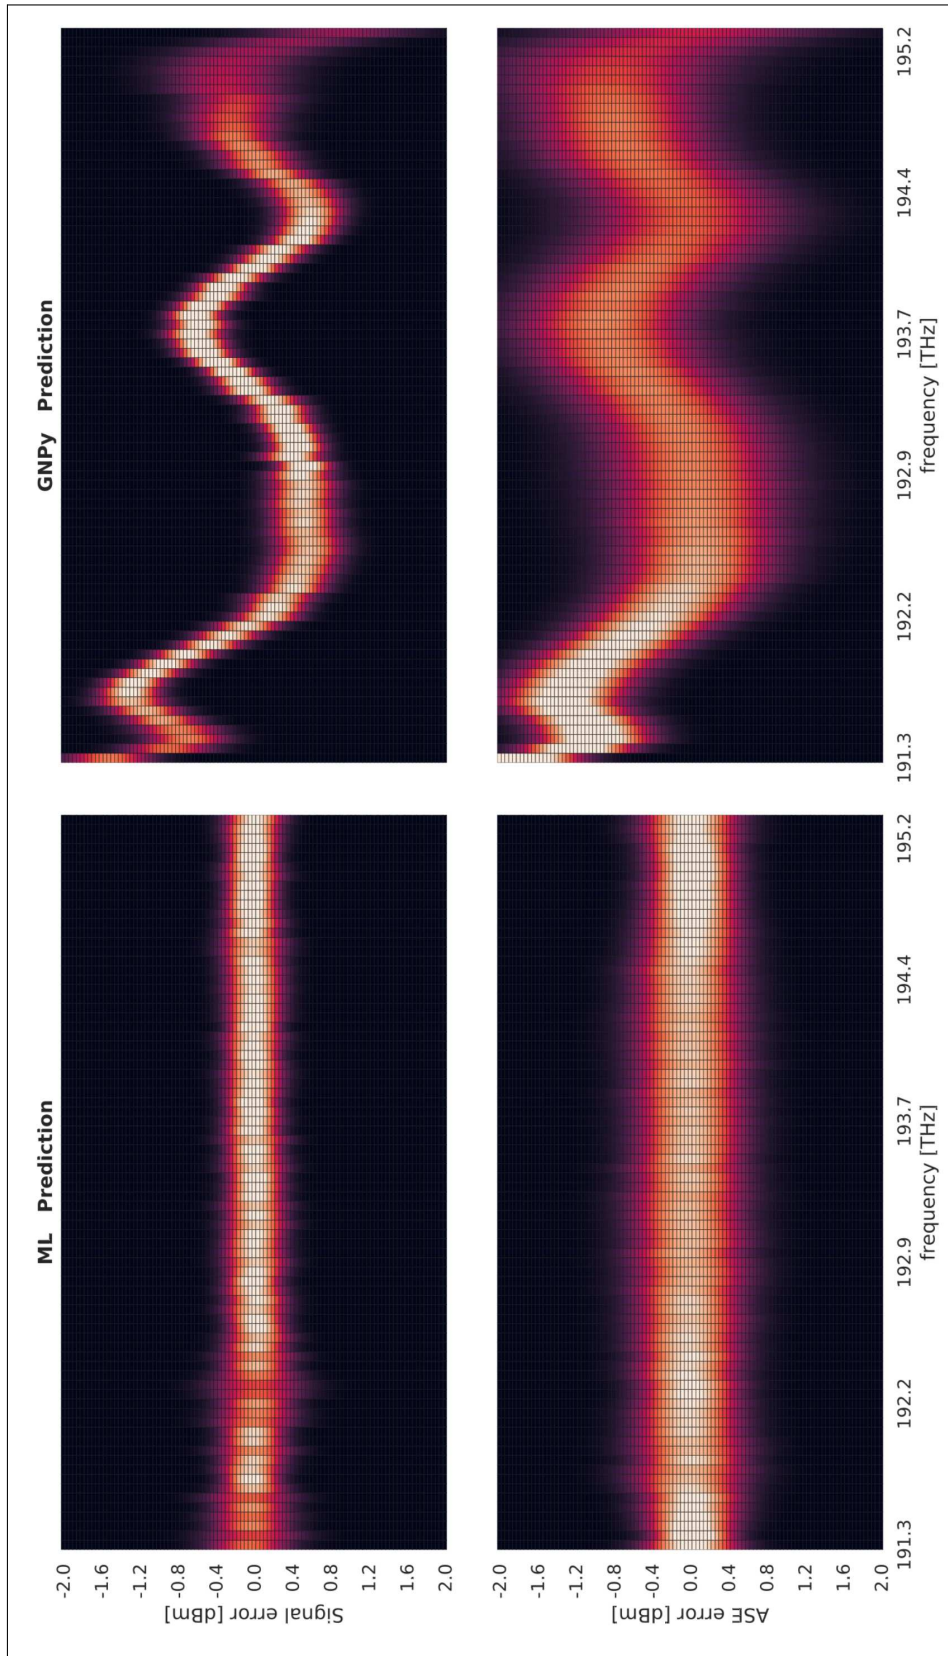 ML Prediction
GNPy Prediction
Signal error [dBm]
-2.0
-1.6
-1.2
-0.8
-0.4
0.0
0.4
0.8
1.2
1.6
2.0
ASE error [dBm]
-2.0
-1.6
-1.2
-0.8
-0.4
0.0
0.4
0.8
1.2
1.6
2.0
191.3 192.2 192.9 193.7 194.4 195.2
frequency [THz]
191.3 192.2 192.9 193.7 194.4 195.2
frequency [THz]